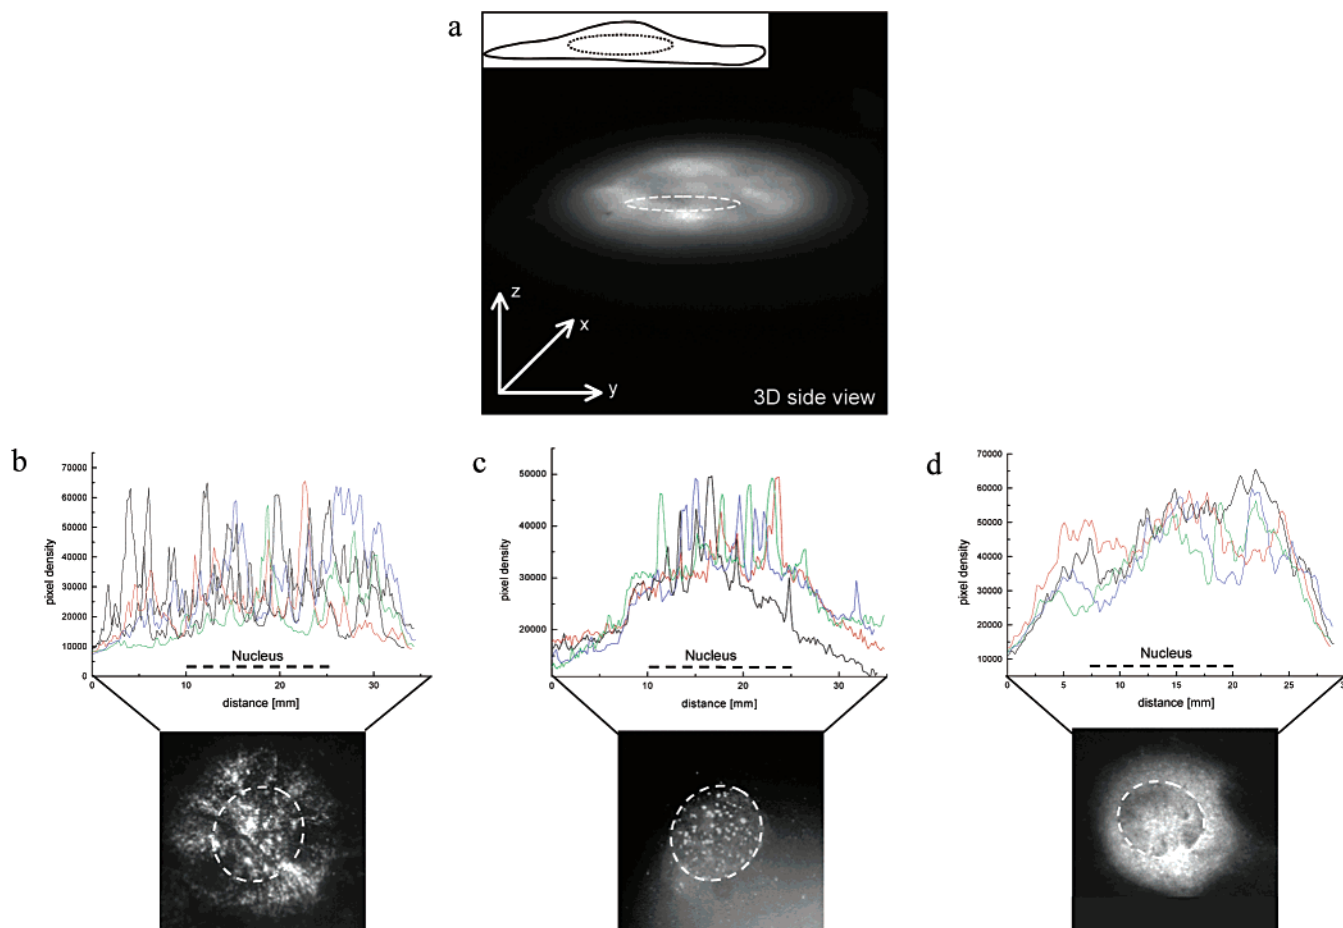 a
z
x
y
3D side view
b
70000
60000
50000
40000
30000
20000
10000
0
pixel density
Nucleus
0 10 20 30
distance [mm]
c
50000
40000
30000
20000
pixel density
Nucleus
0 10 20 30 35
distance [mm]
d
70000
60000
50000
40000
30000
20000
10000
pixel density
Nucleus
0 5 10 15 20 25
distance [mm]